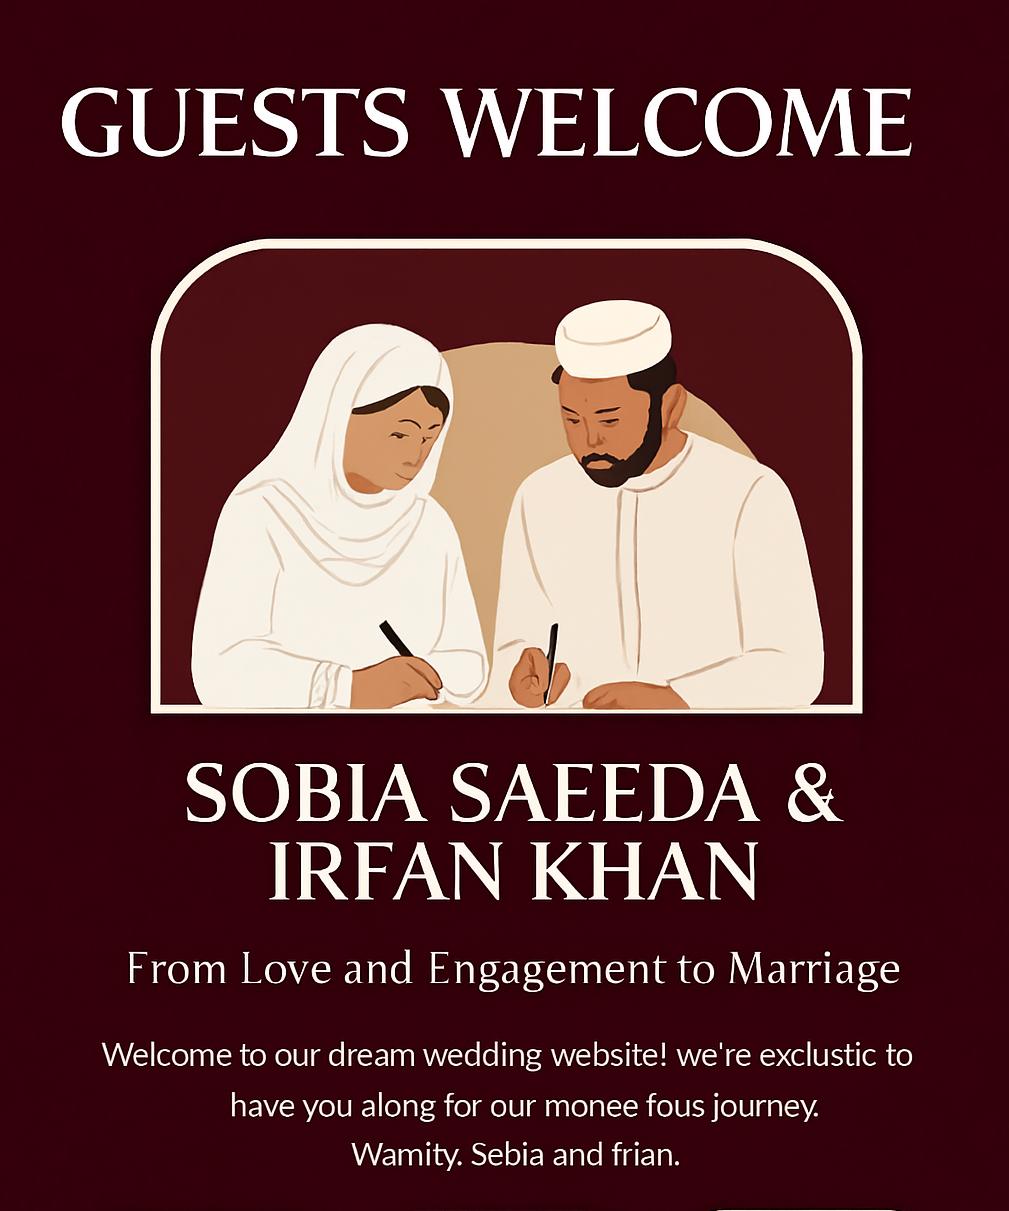 GUESTS WELCOME
SOBIA SAEEDA &
IRFAN KHAN
From Love and Engagement to Marriage
Welcome to our dream wedding website! we're exclustic to
have you along for our monee fous journey.
Wamity. Sebia and frian.